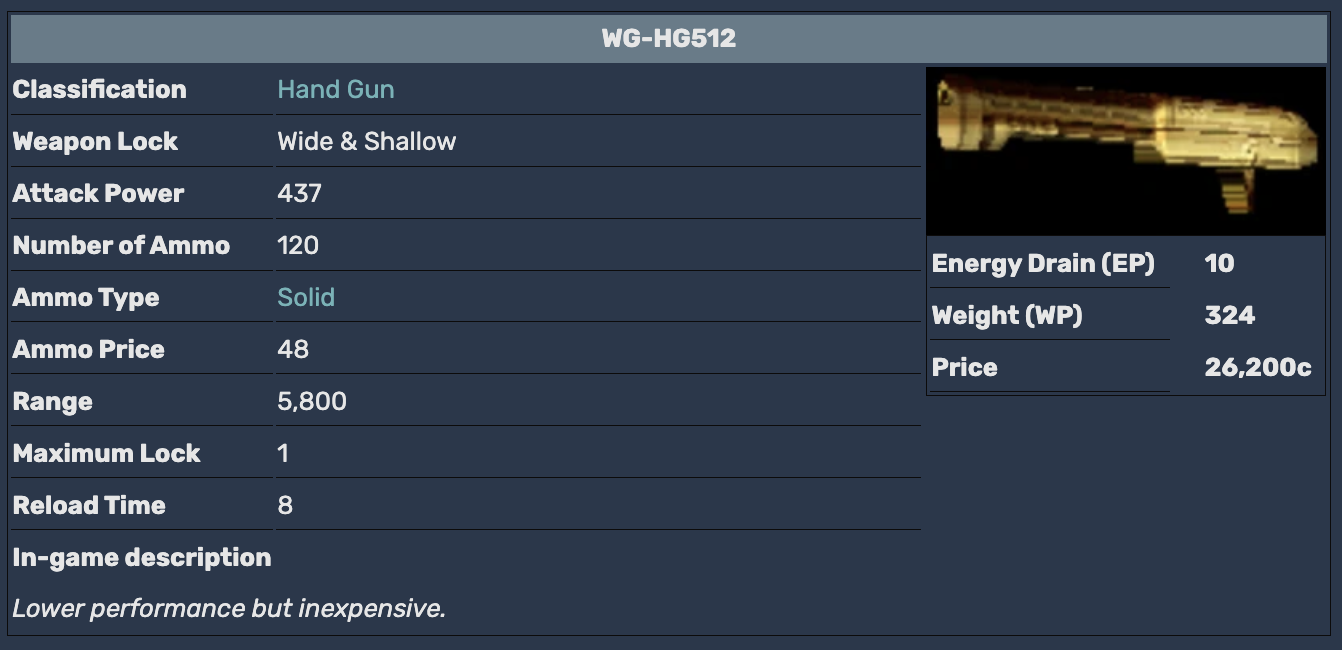 WG-HG512
Classification Hand Gun
Weapon Lock Wide & Shallow
Attack Power 437
Number of Ammo 120
Ammo Type Solid
Ammo Price 48
Range 5,800
Maximum Lock 1
Reload Time 8
In-game description
Lower performance but inexpensive.
Energy Drain (EP) 10
Weight (WP) 324
Price 26,200c